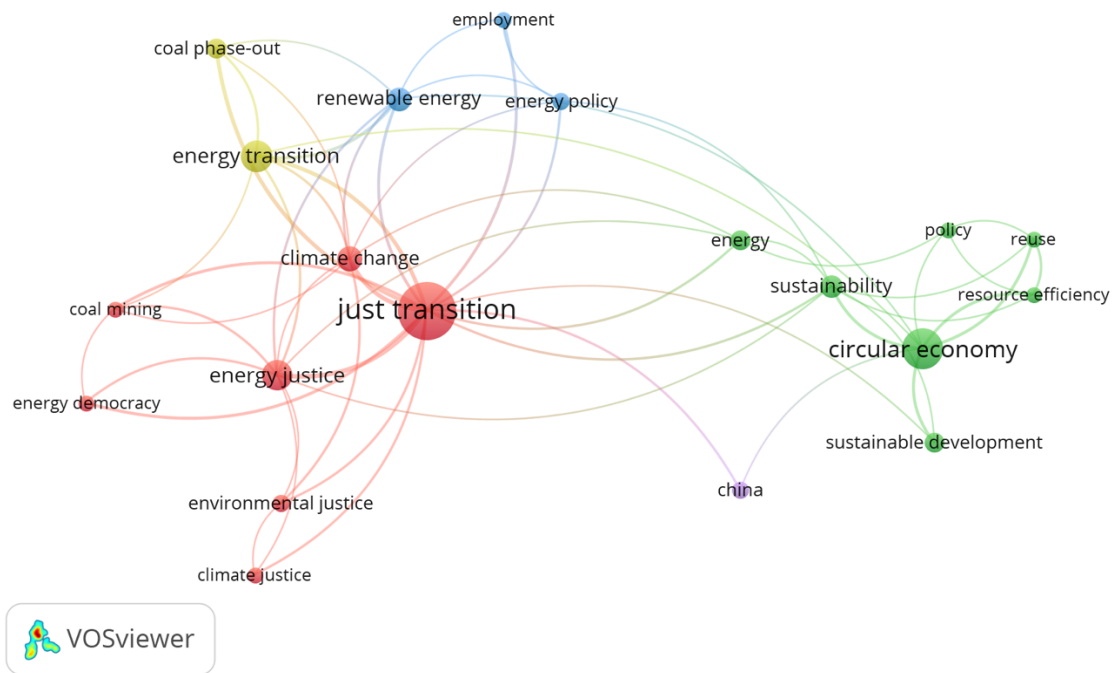 employment
coal phase-out
renewable energy
energy policy
energy transition
policy
reuse
energy
climate change
sustainability
resource efficiency
just transition
coal mining
circular economy
energy justice
energy democracy
sustainable development
china
environmental justice
climate justice
VOSviewer